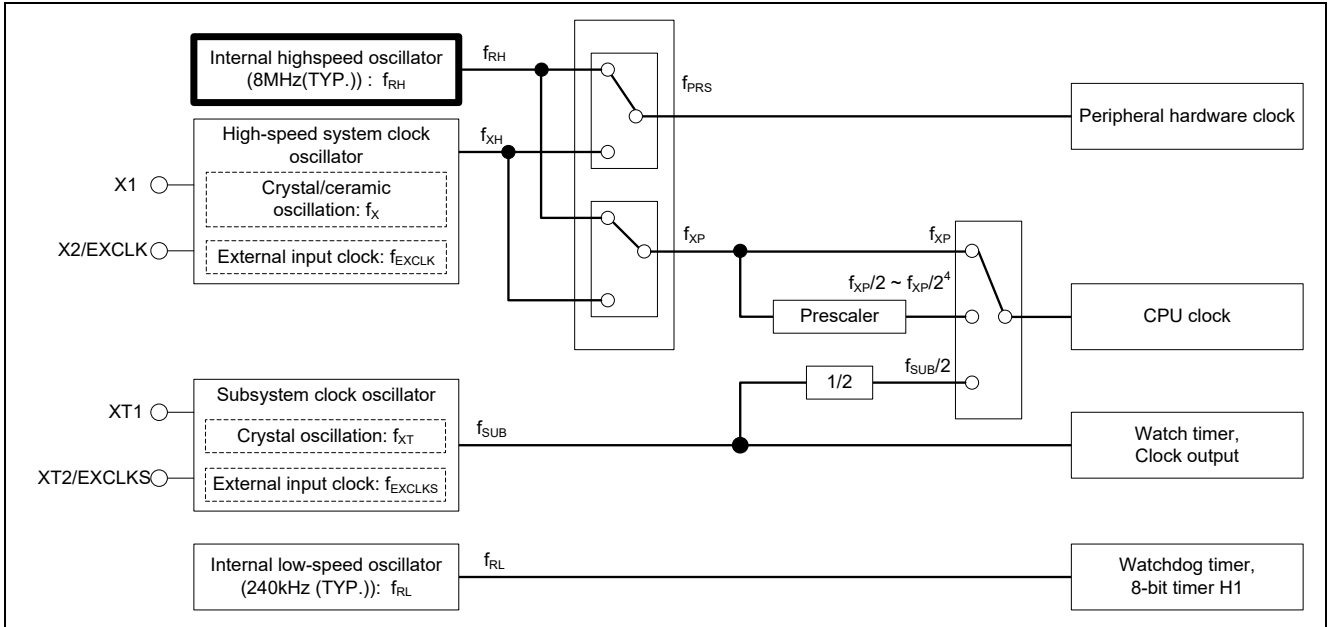 Internal highspeed oscillator
(8MHz(TYP.)) : fRH
fRH
fPRS
Peripheral hardware clock
High-speed system clock
oscillator
fXH
X1
Crystal/ceramic
oscillation: fX
X2/EXCLK
External input clock: fEXCLK
fXP
fXP
fXP/2 ~ fXP/2⁴
Prescaler
CPU clock
fSUB/2
1/2
Subsystem clock oscillator
XT1
Crystal oscillation: fXT
fSUB
Watch timer,
Clock output
XT2/EXCLKS
External input clock: fEXCLKS
Internal low-speed oscillator
(240kHz (TYP.)): fRL
fRL
Watchdog timer,
8-bit timer H1